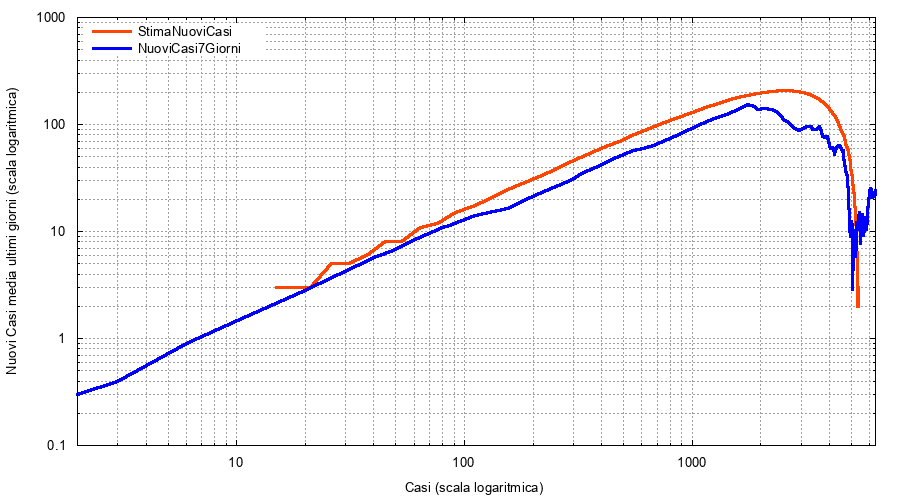 1000
100
10
1
0.1
Nuovi Casi media ultimi giorni (scala logaritmica)
StimaNuoviCasi
NuoviCasi7Giorni
10
100
1000
Casi (scala logaritmica)